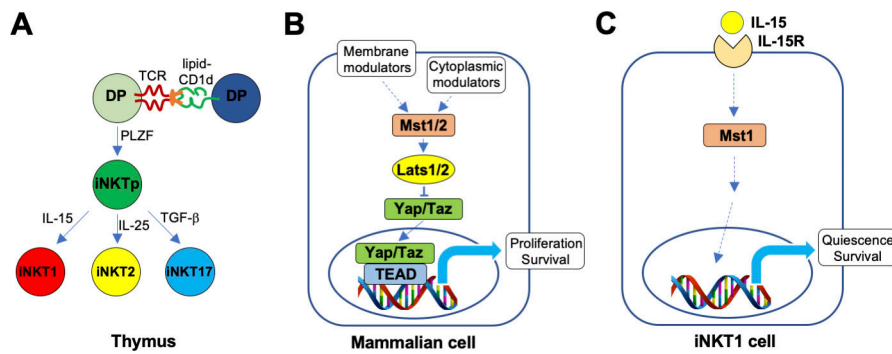 A
TCR
lipid-
CD1d
DP
DP
PLZF
iNKTp
IL-15
IL-25
TGF-β
iNKT1
iNKT2
iNKT17
Thymus
B
Membrane
modulators
Cytoplasmic
modulators
Mst1/2
Lats1/2
Yap/Taz
Yap/Taz
TEAD
Proliferation
Survival
Mammalian cell
C
IL-15
IL-15R
Mst1
Quiescence
Survival
iNKT1 cell